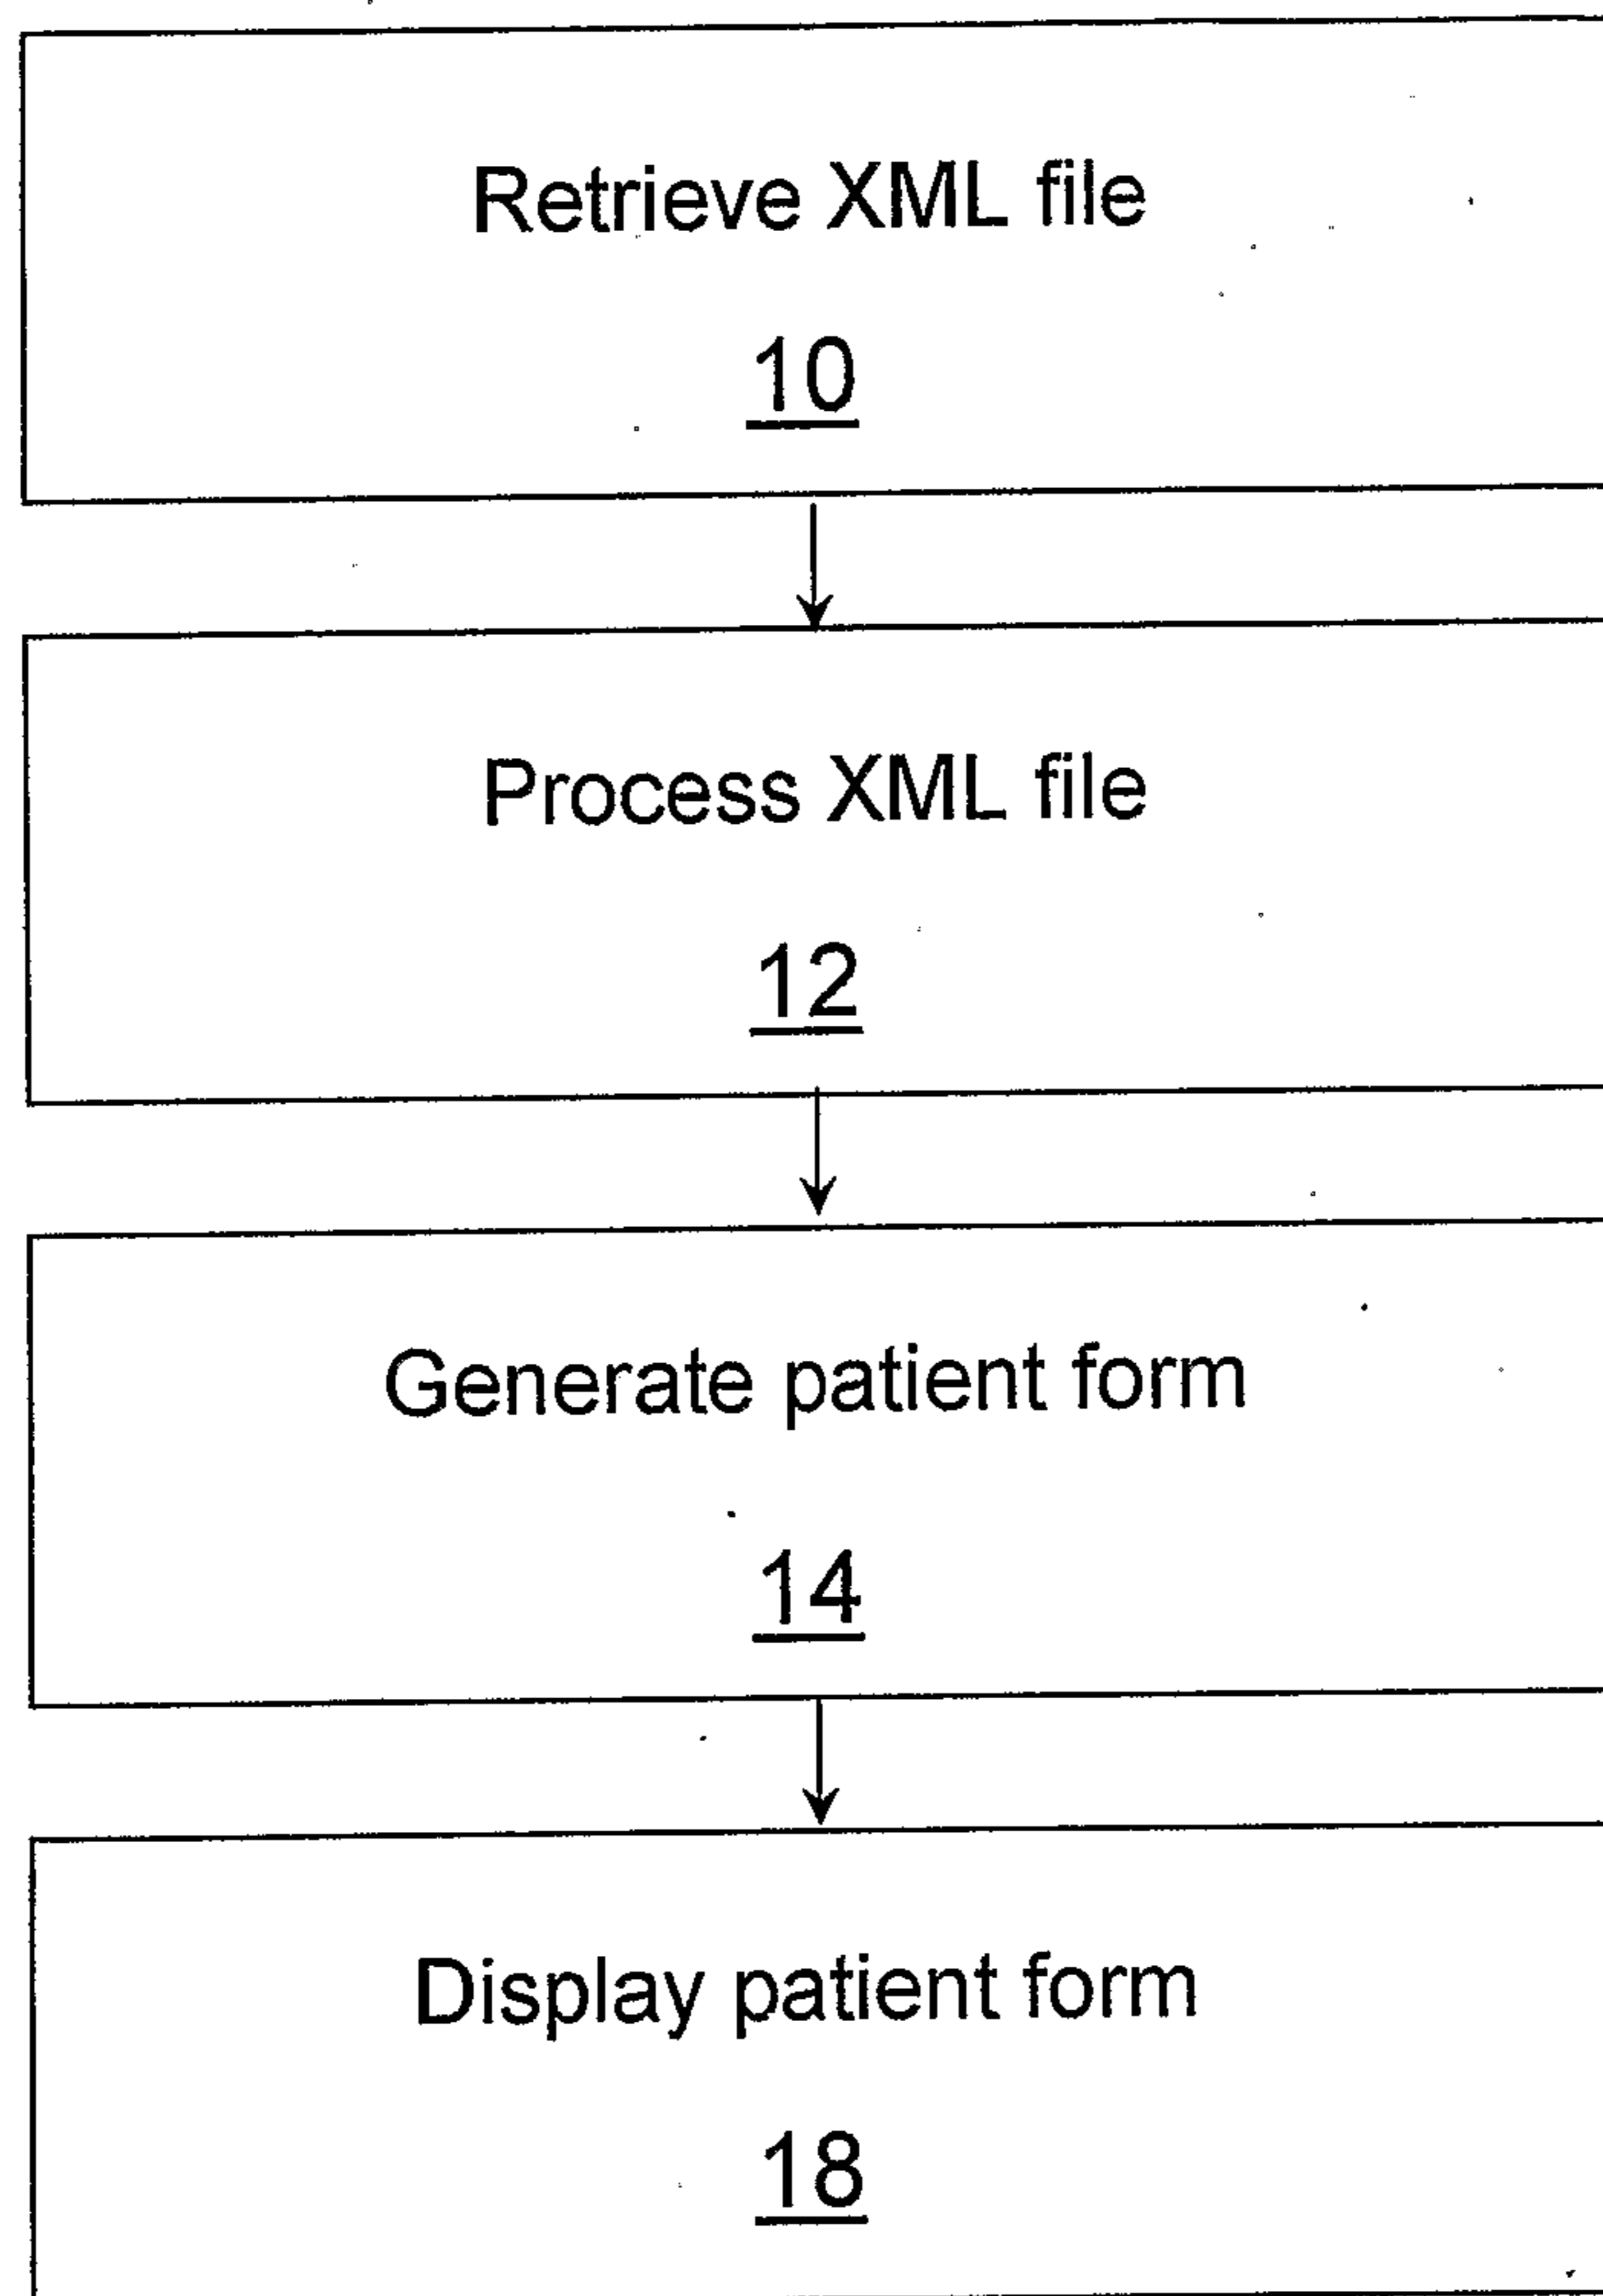 Retrieve XML file
10
Process XML file
12
Generate patient form
14
Display patient form
18